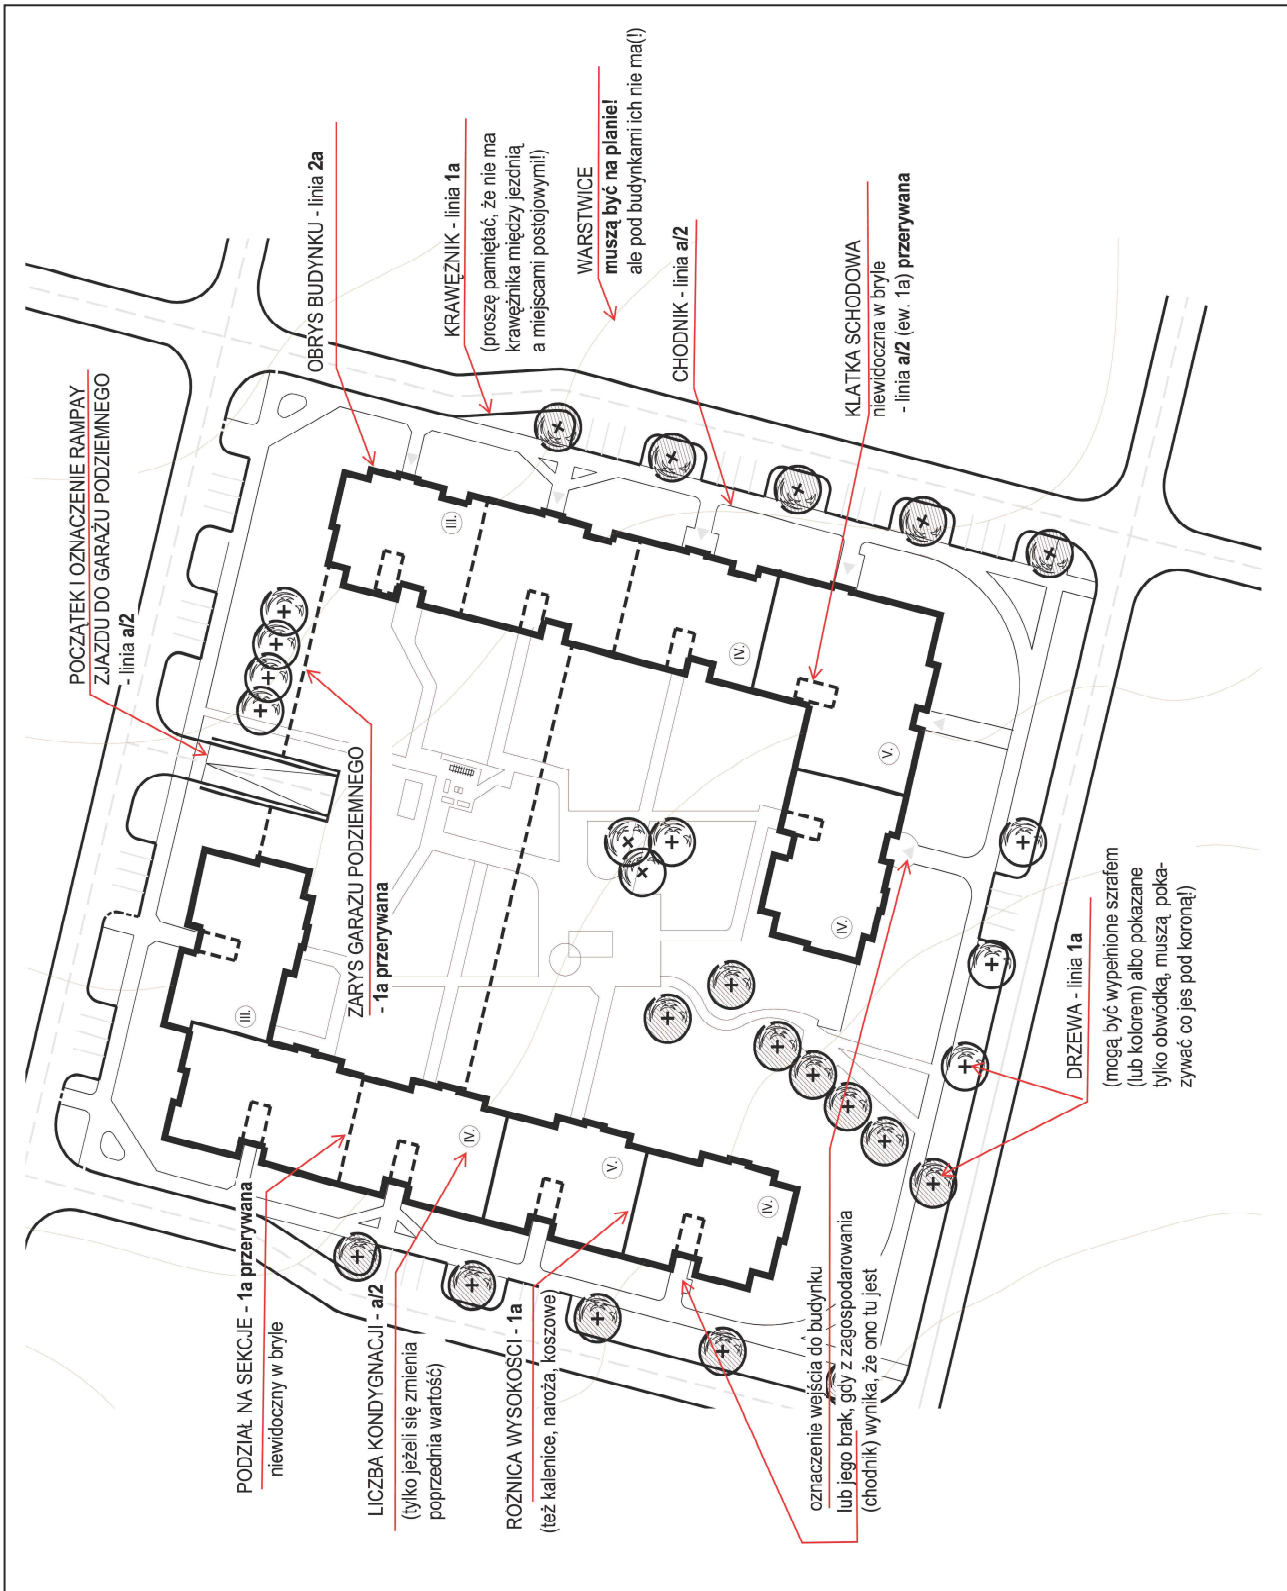 POCZĄTEK I OZNACZENIE RAMPAY
ZJAZDU DO GARAŻU PODZIEMNEGO
- linia a/2
OBRYS BUDYNKU - linia 2a
KRAWĘŻNIK - linia 1a
(proszę pamiętać, że nie ma
krawężnika między jezdnią
a miejscami postojowymi!)
WARSTWICE
muszą być na planie!
ale pod budynkami ich nie ma(!)
CHODNIK - linia a/2
KLATKA SCHODOWA
niewidoczna w bryle
- linia a/2 (ew. 1a) przerywana
ZARYS GARAŻU PODZIEMNEGO
- 1a przerywana
PODZIAŁ NA SEKCJE - 1a przerywana
niewidoczny w bryle
LICZBA KONDYGNACJI - a/2
(tylko jeżeli się zmienia
poprzednia wartość)
ROŻNICA WYSOKOŚCI - 1a
(też kalenice, naroża, koszowe)
oznaczenie wejścia do budynku
lub jego brak, gdy z zagospodarowania
(chodnik) wynika, że ono tu jest
DRZEWA - linia 1a
(mogą być wypełnione szrafem
(lub kolorem) albo pokazane
tylko obwódką, muszą poka-
zywać co jes pod koroną!)
III.
IV.
V.
IV.
III.
IV.
V.
IV.